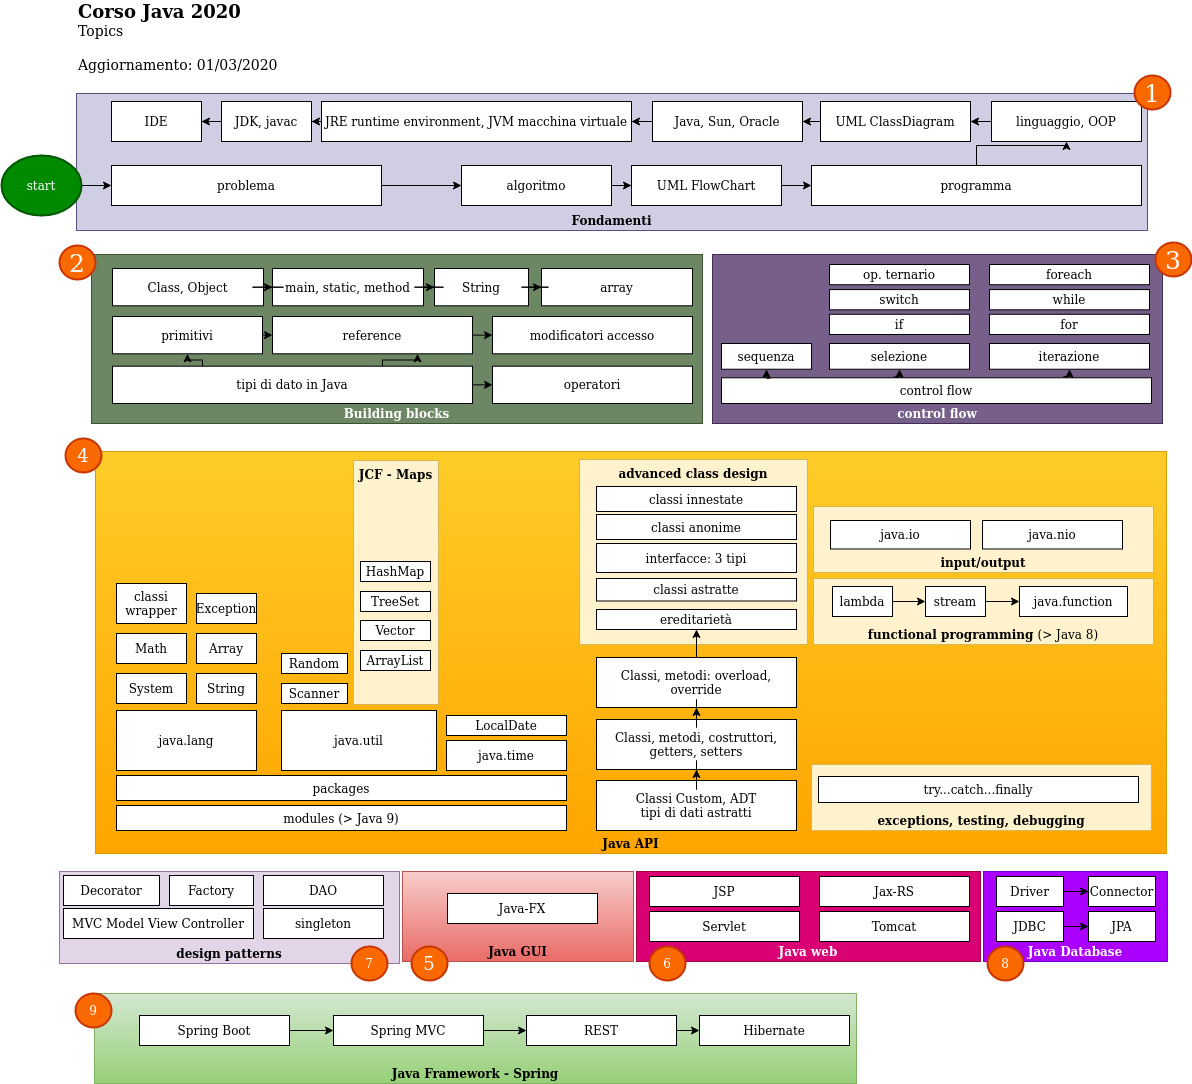 Corso Java 2020
Topics
Aggiornamento: 01/03/2020
1
IDE
JDK, javac
JRE runtime environment, JVM macchina virtuale
Java, Sun, Oracle
UML ClassDiagram
linguaggio, OOP
start
problema
algoritmo
UML FlowChart
programma
Fondamenti
2
Class, Object
main, static, method
String
array
primitivi
reference
modificatori accesso
tipi di dato in Java
operatori
Building blocks
3
op. ternario
foreach
switch
while
if
for
sequenza
selezione
iterazione
control flow
control flow
4
JCF - Maps
HashMap
TreeSet
Vector
ArrayList
classi
wrapper
Exception
Math
Array
System
String
Random
Scanner
java.lang
java.util
LocalDate
java.time
packages
modules (> Java 9)
advanced class design
classi innestate
classi anonime
interfacce: 3 tipi
classi astratte
ereditarietà
Classi, metodi: overload,
override
Classi, metodi, costruttori,
getters, setters
Classi Custom, ADT
tipi di dati astratti
java.io
java.nio
input/output
lambda
stream
java.function
functional programming (> Java 8)
try...catch...finally
exceptions, testing, debugging
Java API
Decorator
Factory
DAO
MVC Model View Controller
singleton
design patterns
7
Java-FX
Java GUI
5
JSP
Jax-RS
Servlet
Tomcat
Java web
6
Driver
Connector
JDBC
JPA
Java Database
8
9
Spring Boot
Spring MVC
REST
Hibernate
Java Framework - Spring